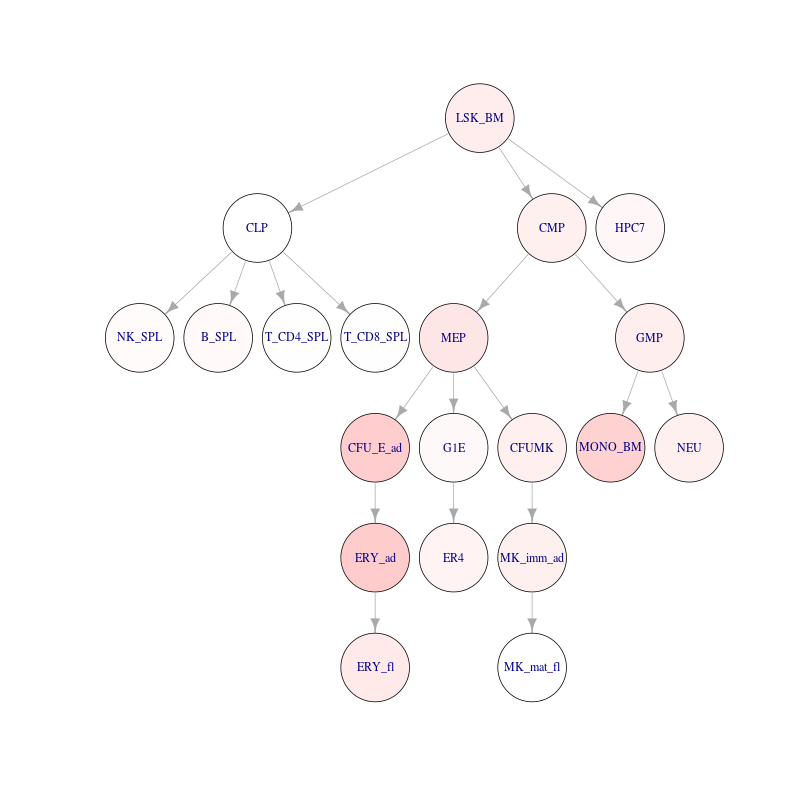 LSK_BM
CLP
CMP
HPC7
NK_SPL
B_SPL
T_CD4_SPL
T_CD8_SPL
MEP
GMP
CFU_E_ad
G1E
CFUMK
MONO_BM
NEU
ERY_ad
ER4
MK_imm_ad
ERY_fl
MK_mat_fl